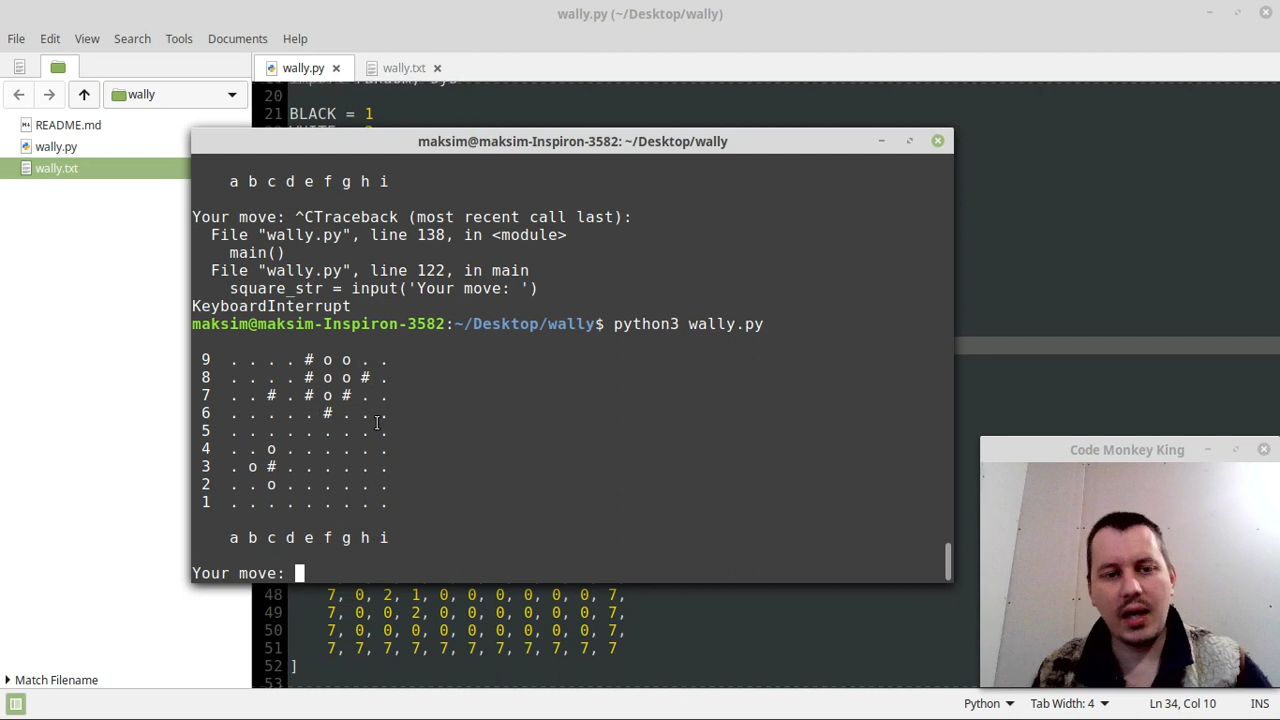 wally.py (~/Desktop/wally)
File Edit View Search Tools Documents Help
wally.py
wally.txt
wally
20
21 BLACK = 1
README.md
wally.py
wally.txt
maksim@maksim-Inspiron-3582: ~/Desktop/wally
a b c d e f g h i
Your move: ^CTraceback (most recent call last):
File "wally.py", line 138, in <module>
main()
File "wally.py", line 122, in main
square_str = input('Your move: ')
KeyboardInterrupt
maksim@maksim-Inspiron-3582:~/Desktop/wally$ python3 wally.py
9 . . . . # o o . .
8 . . . . # o o # .
7 . . # . # o # . .
6 . . . . . # . . .
5 . . . . . . . . .
4 . . o . . . . . .
3 . o # . . . . . .
2 . . o . . . . . .
1 . . . . . . . . .
a b c d e f g h i
Your move:
Code Monkey King
48 7, 0, 2, 1, 0, 0, 0, 0, 0, 0, 7,
49 7, 0, 0, 2, 0, 0, 0, 0, 0, 0, 7,
50 7, 0, 0, 0, 0, 0, 0, 0, 0, 0, 7,
51 7, 7, 7, 7, 7, 7, 7, 7, 7, 7, 7
52 ]
53
Match Filename
Python Tab Width: 4 Ln 34, Col 10 INS